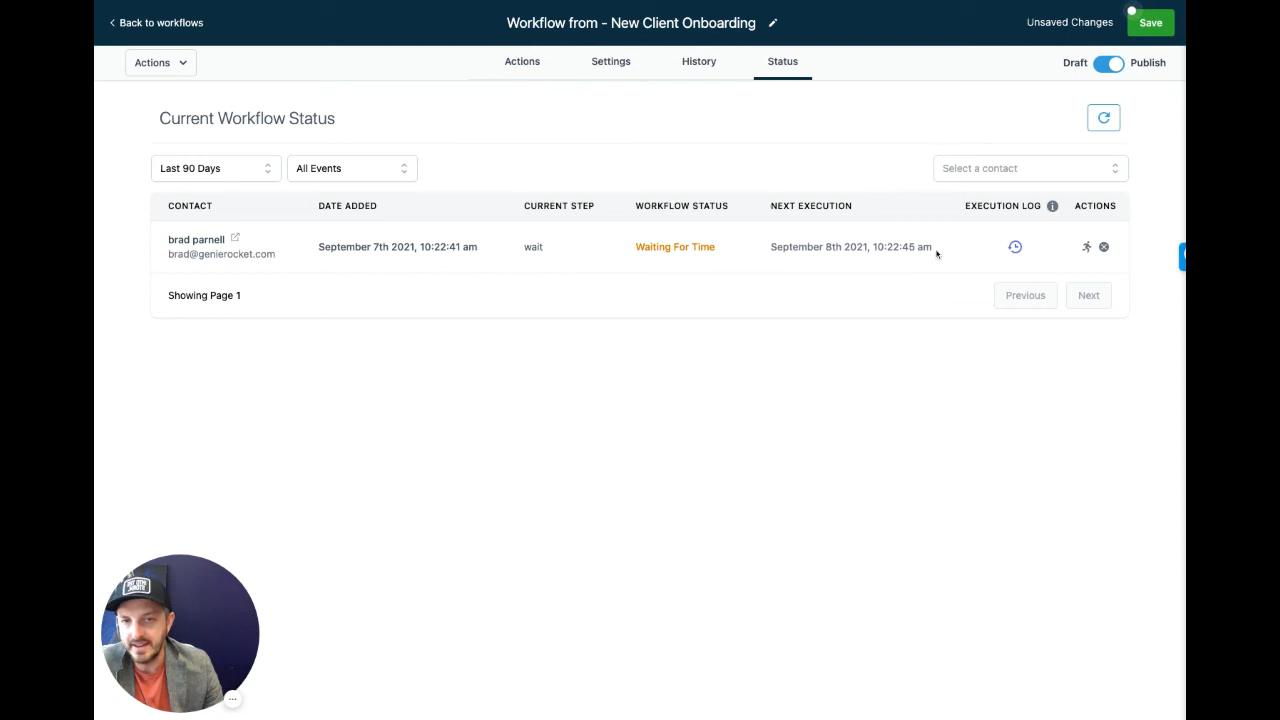 Back to workflows
Workflow from - New Client Onboarding
Unsaved Changes
Save
Actions
Actions
Settings
History
Status
Draft
Publish
Current Workflow Status
Last 90 Days
All Events
Select a contact
CONTACT
DATE ADDED
CURRENT STEP
WORKFLOW STATUS
NEXT EXECUTION
EXECUTION LOG
ACTIONS
brad parnell
brad@genierocket.com
September 7th 2021, 10:22:41 am
wait
Waiting For Time
September 8th 2021, 10:22:45 am
Showing Page 1
Previous
Next